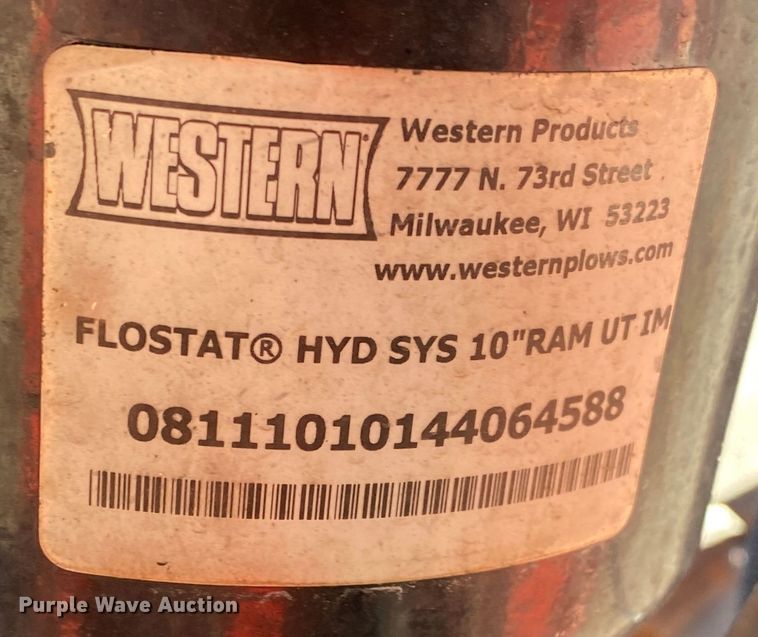 WESTERN
Western Products
7777 N. 73rd Street
Milwaukee, WI 53223
www.westernplows.com
FLOSTAT® HYD SYS 10"RAM UT IM
08111010144064588
Purple Wave Auction